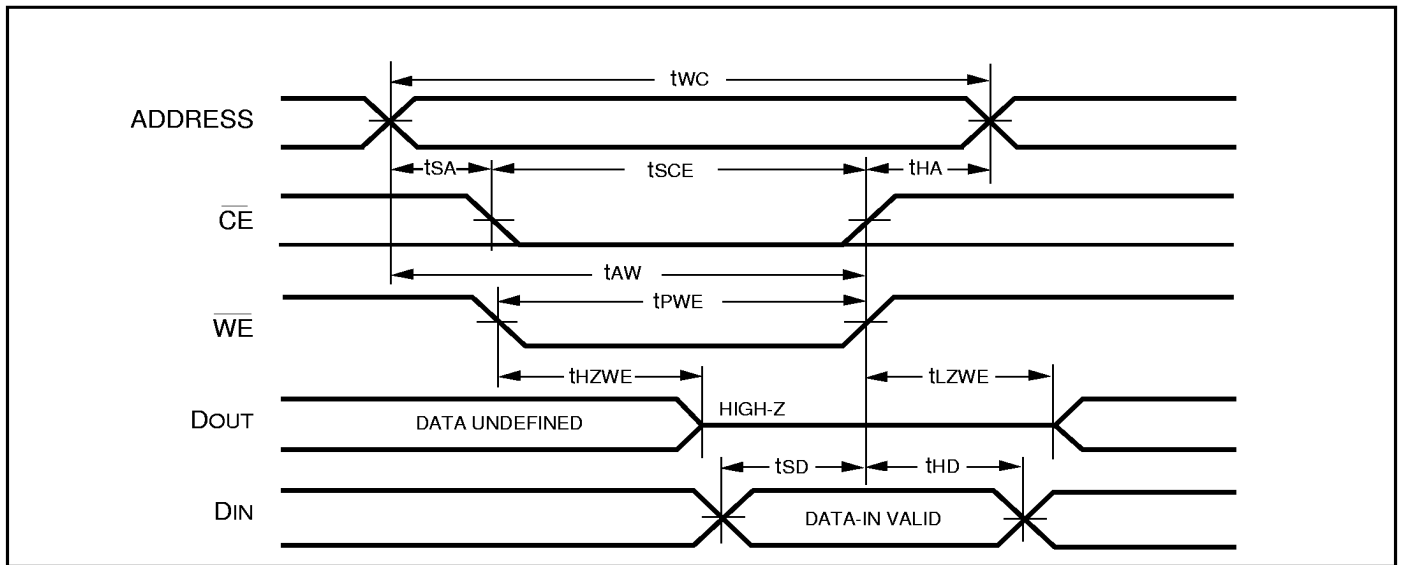 tWC
ADDRESS
tSA
tSCE
tHA
CE
tAW
tPWE
WE
tHZWE
tLZWE
DOUT
DATA UNDEFINED
HIGH-Z
tSD
tHD
DIN
DATA-IN VALID